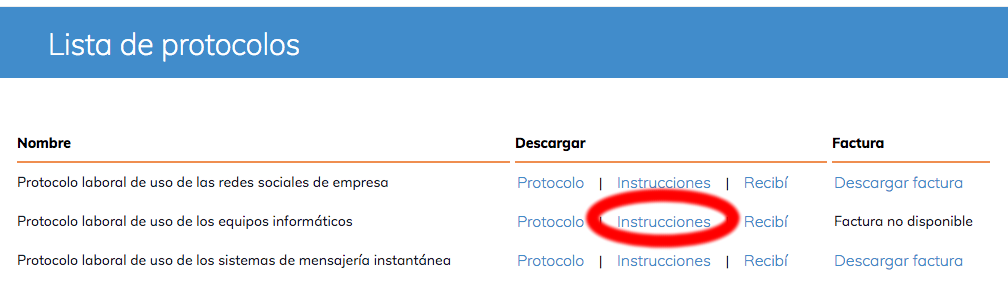 Lista de protocolos
Nombre Descargar Factura
Protocolo laboral de uso de las redes sociales de empresa Protocolo | Instrucciones | Recibí Descargar factura
Protocolo laboral de uso de los equipos informáticos Protocolo | Instrucciones | Recibí Factura no disponible
Protocolo laboral de uso de los sistemas de mensajería instantánea Protocolo | Instrucciones | Recibí Descargar factura